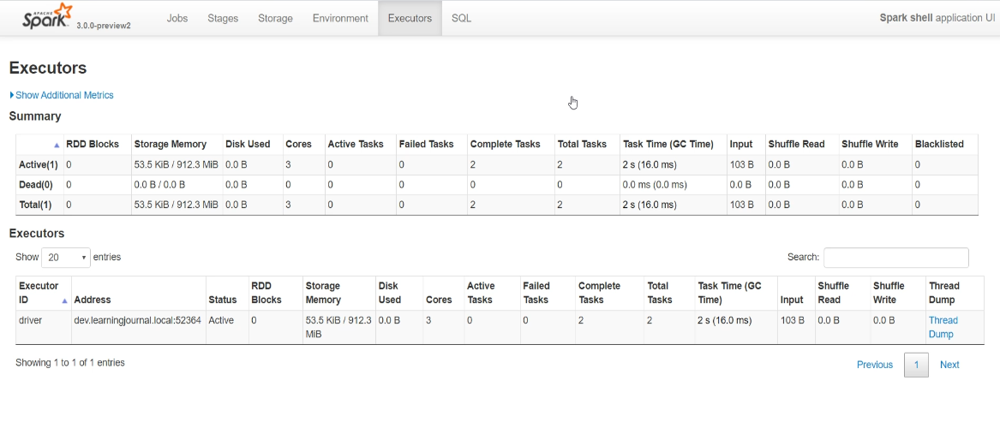 APACHE
Spark 3.0.0-preview2 Jobs Stages Storage Environment Executors SQL Spark shell application UI
Executors
Show Additional Metrics
Summary
RDD Blocks Storage Memory Disk Used Cores Active Tasks Failed Tasks Complete Tasks Total Tasks Task Time (GC Time) Input Shuffle Read Shuffle Write Blacklisted
Active(1) 0 53.5 KiB / 912.3 MiB 0.0 B 3 0 0 2 2 2 s (16.0 ms) 103 B 0.0 B 0.0 B 0
Dead(0) 0 0.0 B / 0.0 B 0.0 B 0 0 0 0 0 0.0 ms (0.0 ms) 0.0 B 0.0 B 0.0 B 0
Total(1) 0 53.5 KiB / 912.3 MiB 0.0 B 3 0 0 2 2 2 s (16.0 ms) 103 B 0.0 B 0.0 B 0
Executors
Show 20 entries Search:
Executor RDD Storage Disk Active Failed Complete Total Task Time (GC Shuffle Shuffle Thread
ID Address Status Blocks Memory Used Cores Tasks Tasks Tasks Tasks Time) Input Read Write Dump
driver dev.learningjournal.local:52364 Active 0 53.5 KiB / 912.3 0.0 B 3 0 0 2 2 2 s (16.0 ms) 103 B 0.0 B 0.0 B Thread
MiB Dump
Showing 1 to 1 of 1 entries Previous 1 Next